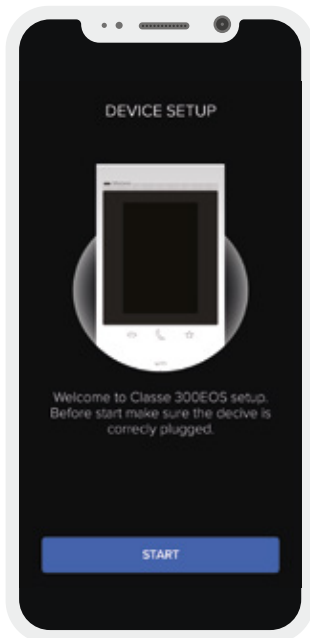 DEVICE SETUP
Welcome to Classe 300EOS setup.
Before start make sure the decive is
correcly plugged.
START